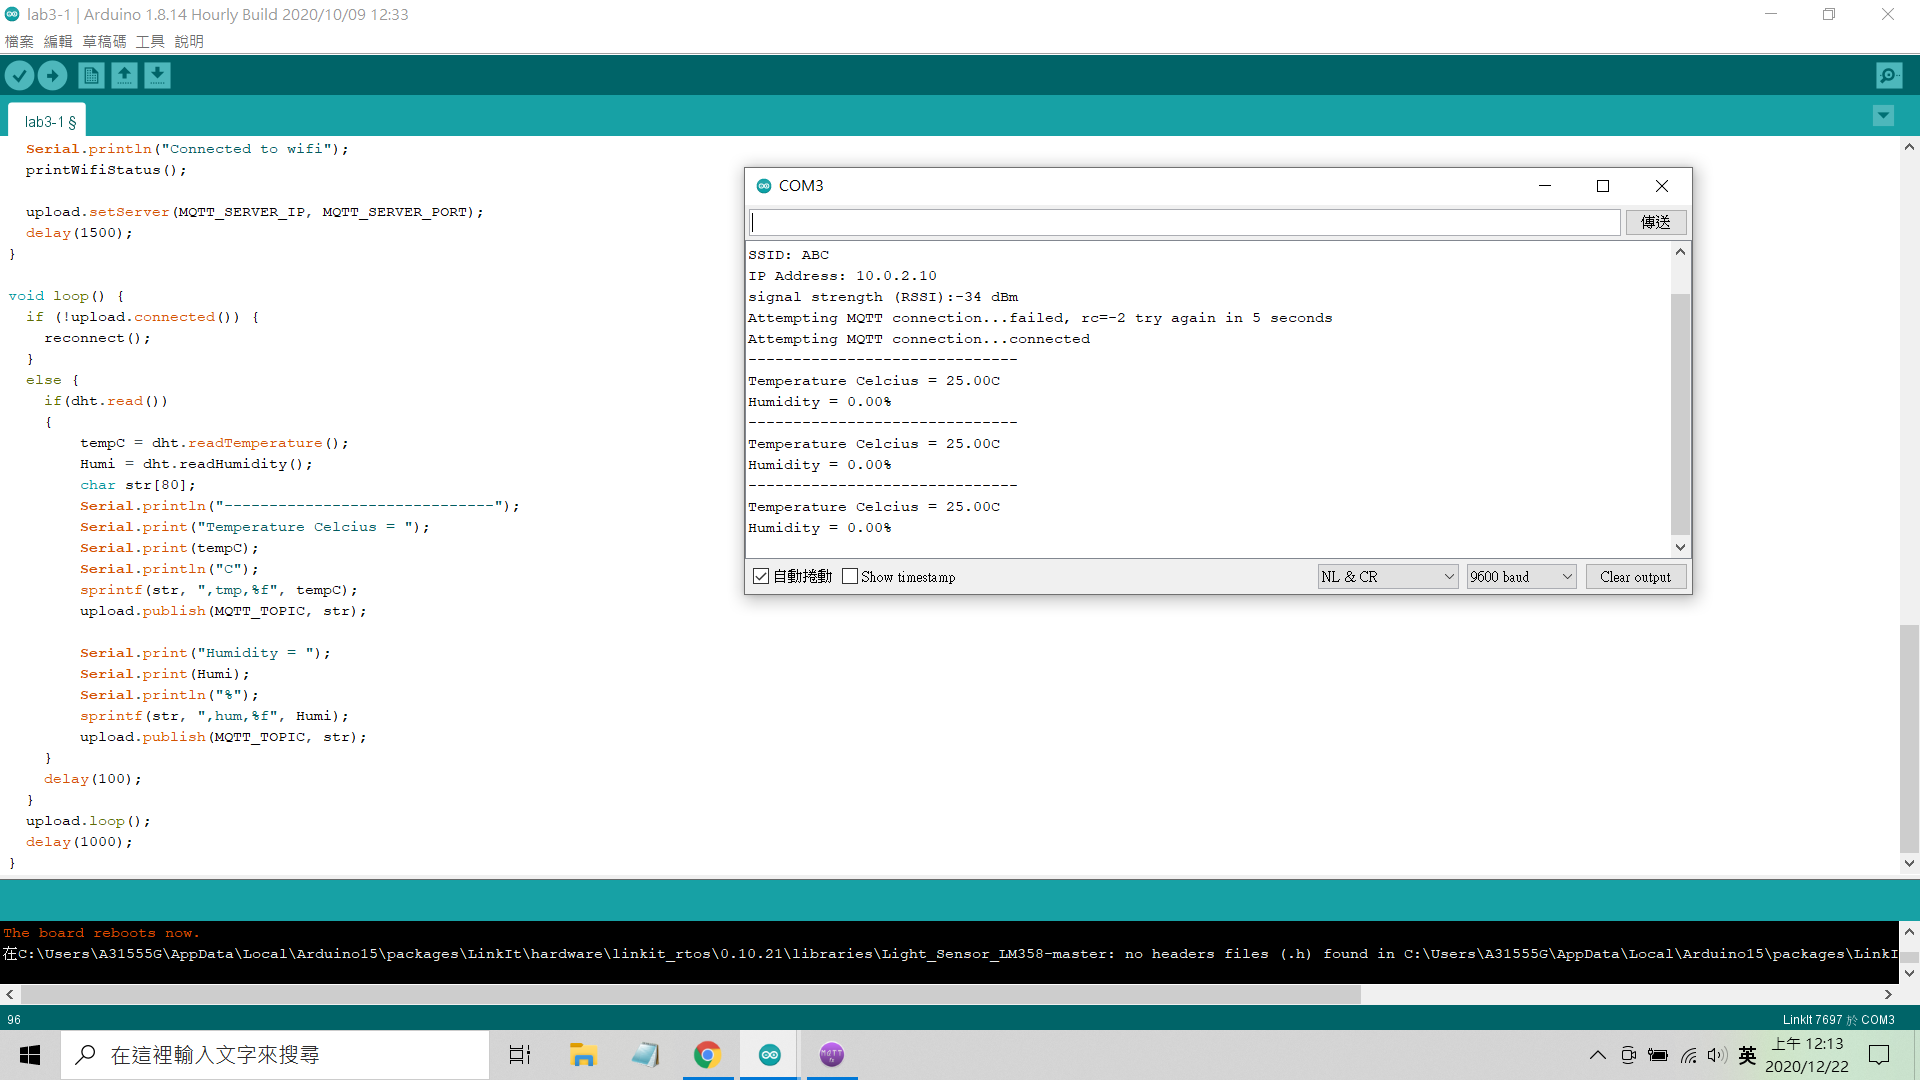 lab3-1 | Arduino 1.8.14 Hourly Build 2020/10/09 12:33
檔案 編輯 草稿碼 工具 說明
lab3-1 §
Serial.println("Connected to wifi");
printWifiStatus();
upload.setServer(MQTT_SERVER_IP, MQTT_SERVER_PORT);
delay(1500);
}
void loop() {
if (!upload.connected()) {
reconnect();
}
else {
if(dht.read())
{
tempC = dht.readTemperature();
Humi = dht.readHumidity();
char str[80];
Serial.println("------------------------------");
Serial.print("Temperature Celcius = ");
Serial.print(tempC);
Serial.println("C");
sprintf(str, ",tmp,%f", tempC);
upload.publish(MQTT_TOPIC, str);
Serial.print("Humidity = ");
Serial.print(Humi);
Serial.println("%");
sprintf(str, ",hum,%f", Humi);
upload.publish(MQTT_TOPIC, str);
}
delay(100);
}
upload.loop();
delay(1000);
}
COM3
傳送
SSID: ABC
IP Address: 10.0.2.10
signal strength (RSSI):-34 dBm
Attempting MQTT connection...failed, rc=-2 try again in 5 seconds
Attempting MQTT connection...connected
------------------------------
Temperature Celcius = 25.00C
Humidity = 0.00%
------------------------------
Temperature Celcius = 25.00C
Humidity = 0.00%
------------------------------
Temperature Celcius = 25.00C
Humidity = 0.00%
自動捲動 Show timestamp NL & CR 9600 baud Clear output
The board reboots now.
在C:\Users\A31555G\AppData\Local\Arduino15\packages\LinkIt\hardware\linkit_rtos\0.10.21\libraries\Light_Sensor_LM358-master: no headers files (.h) found in C:\Users\A31555G\AppData\Local\Arduino15\packages\LinkI
96
LinkIt 7697 於 COM3
在這裡輸入文字來搜尋
MQTT
英
上午 12:13
2020/12/22